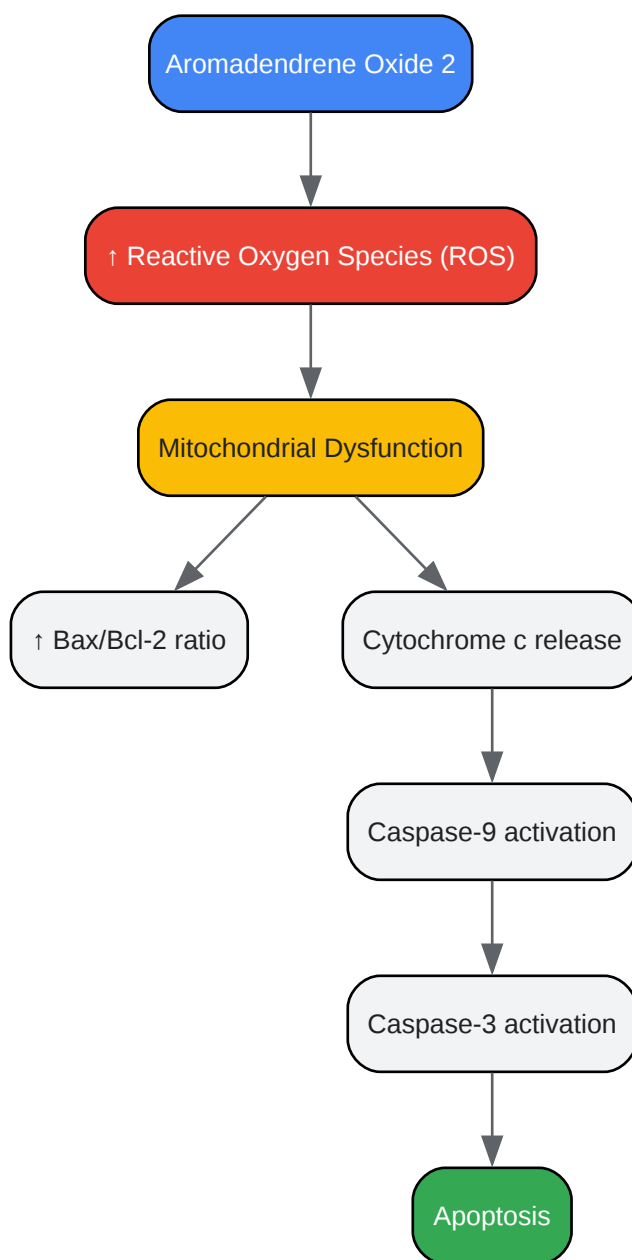 Aromadendrene Oxide 2
↑ Reactive Oxygen Species (ROS)
Mitochondrial Dysfunction
↑ Bax/Bcl-2 ratio
Cytochrome c release
Caspase-9 activation
Caspase-3 activation
Apoptosis